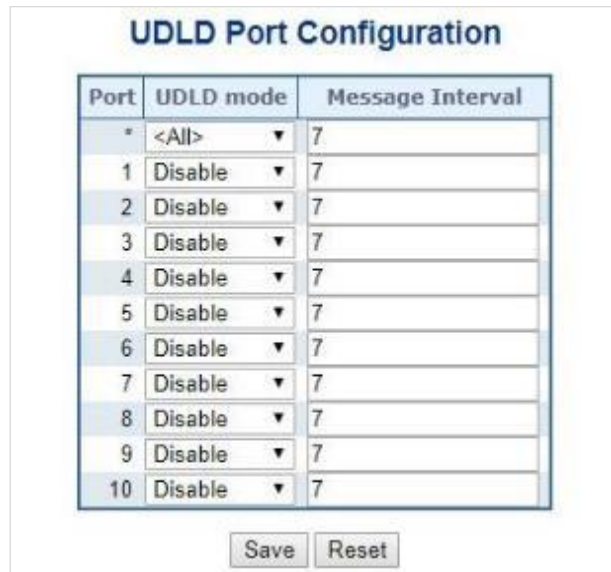 UDLD Port Configuration
Port UDLD mode Message Interval
* <All> 7
1 Disable 7
2 Disable 7
3 Disable 7
4 Disable 7
5 Disable 7
6 Disable 7
7 Disable 7
8 Disable 7
9 Disable 7
10 Disable 7
Save Reset